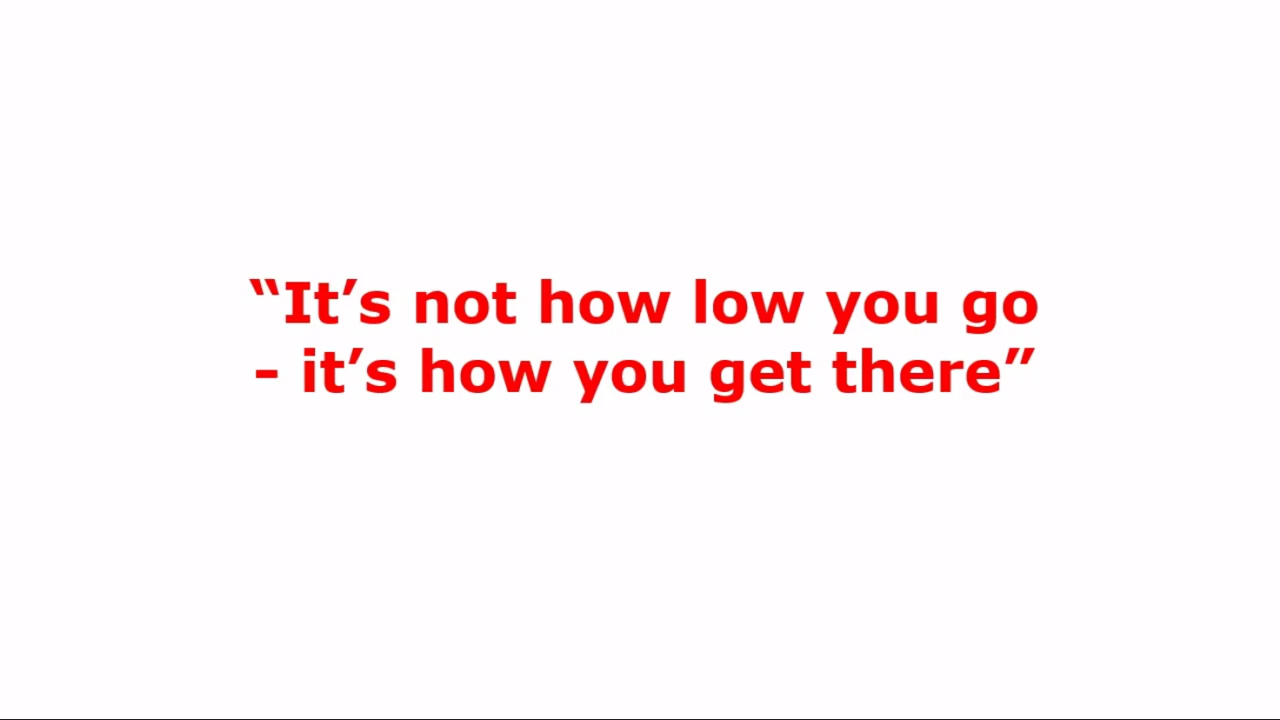 “It’s not how low you go
- it’s how you get there”